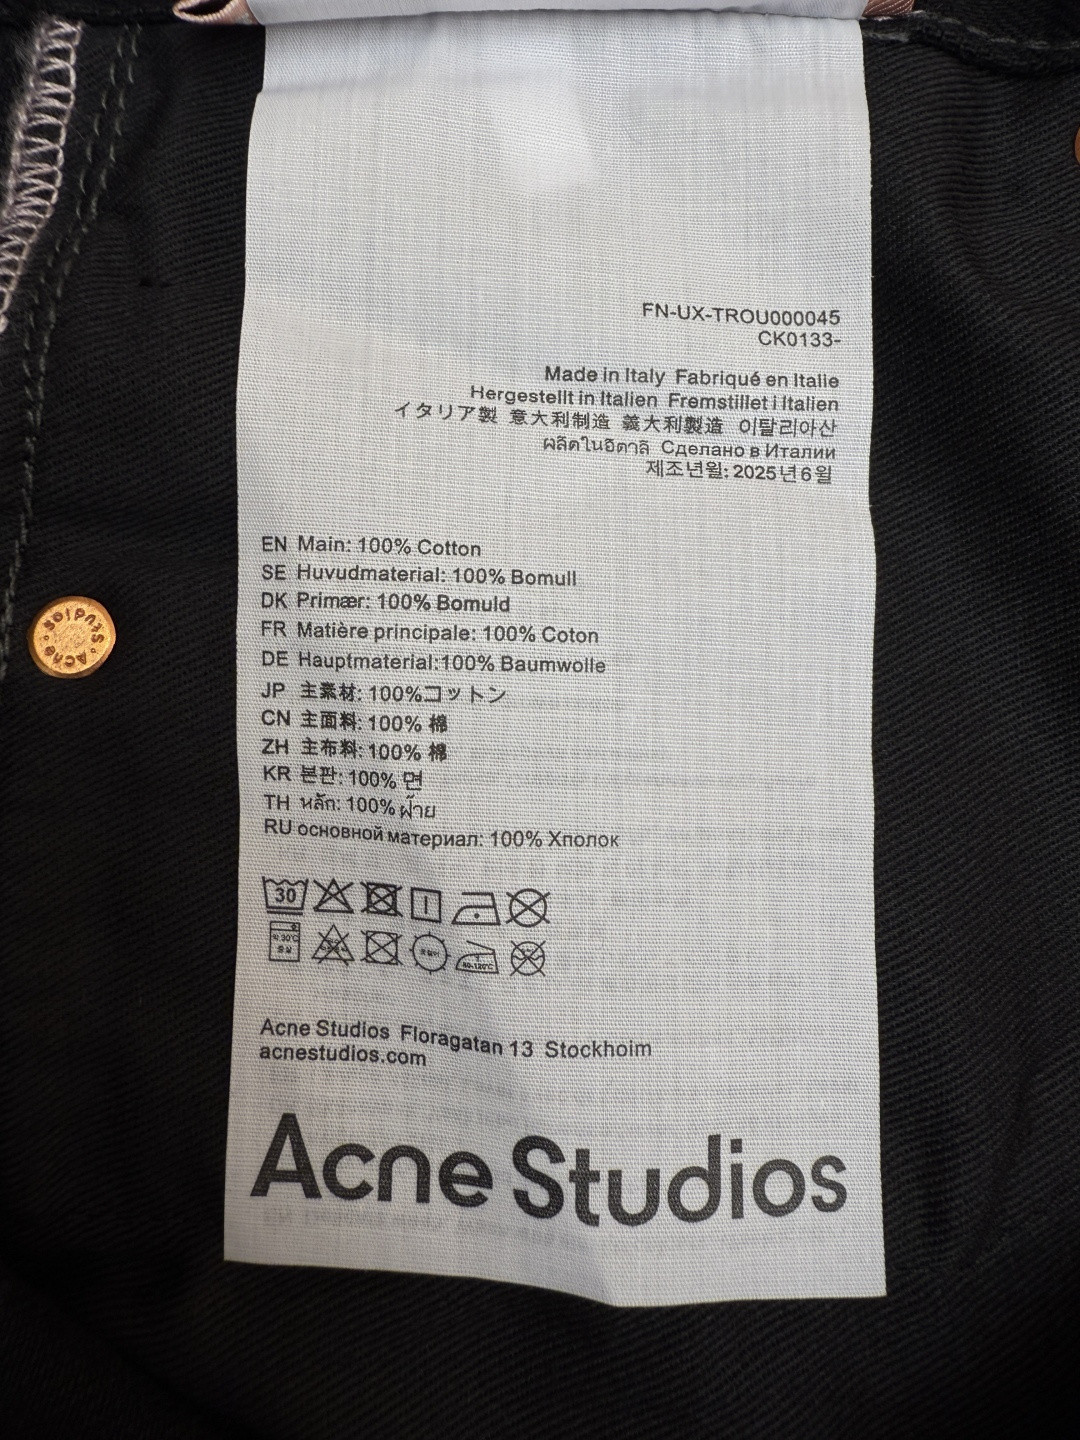 FN-UX-TROU000045
CK0133-
Made in Italy Fabriqué en Italie
Hergestellt in Italien Fremstillet i Italien
イタリア製 意大利制造 義大利製造 이탈리아산
ผลิตในอิตาลี Сделано в Италии
제조년월: 2025년 6월
EN Main: 100% Cotton
SE Huvudmaterial: 100% Bomull
DK Primær: 100% Bomuld
FR Matière principale: 100% Coton
DE Hauptmaterial:100% Baumwolle
JP 主素材: 100%コットン
CN 主面料: 100% 棉
ZH 主布料: 100% 棉
KR 본판: 100% 면
TH หลัก: 100% ฝ้าย
RU основной материал: 100% Хлопок
30
Acne Studios Floragatan 13 Stockholm
acnestudios.com
Acne Studios
Acne Studios